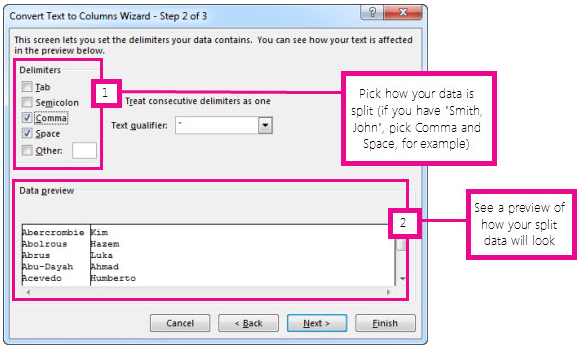 Convert Text to Columns Wizard - Step 2 of 3
This screen lets you set the delimiters your data contains.  You can see how your text is affected
in the preview below.
Delimiters
Tab
Semicolon
Comma
Space
Other:
1
Treat consecutive delimiters as one
Text qualifier: "
Pick how your data is
split (if you have "Smith,
John", pick Comma and
Space, for example)
Data preview
Abercrombie Kim
Abolrous Hazem
Abrus Luka
Abu-Dayah Ahmad
Acevedo Humberto
2
See a preview of
how your split
data will look
Cancel
< Back
Next >
Finish